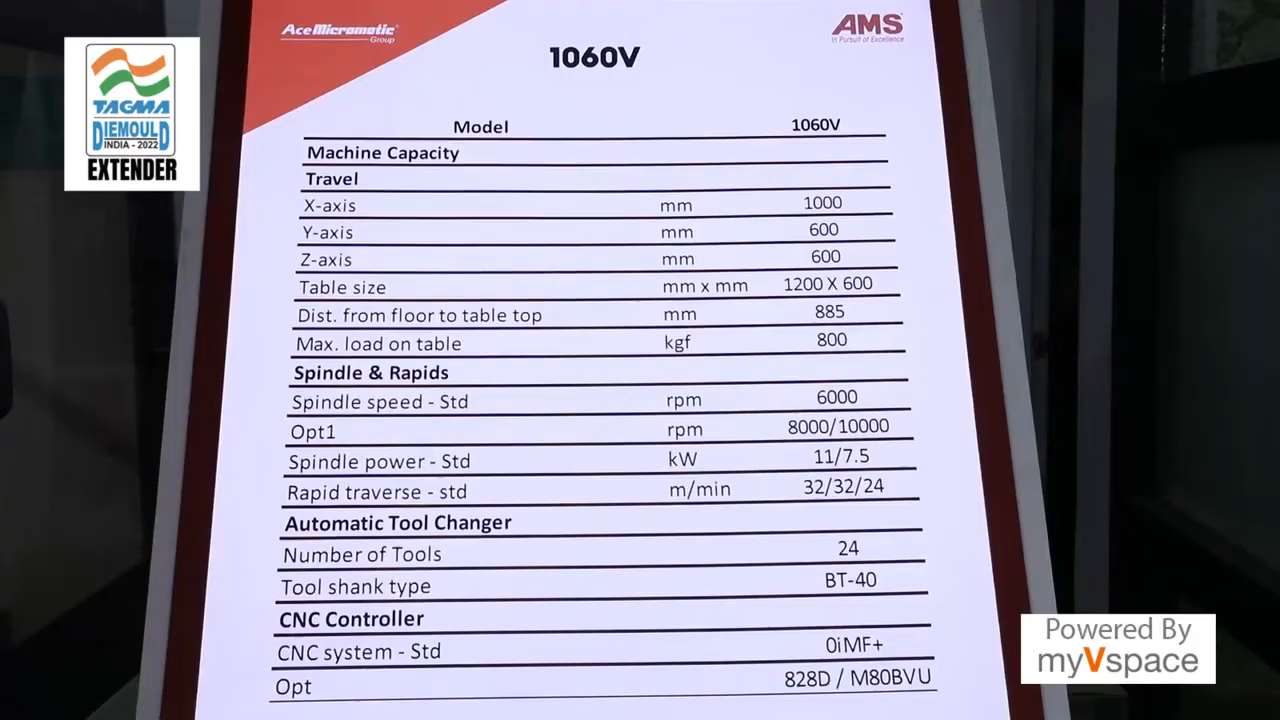 AceMicromatic
Group
AMS
In Pursuit of Excellence
1060V
TAGMA
DIEMOULD
INDIA - 2022
EXTENDER
Model 1060V
Machine Capacity
Travel
X-axis mm 1000
Y-axis mm 600
Z-axis mm 600
Table size mm x mm 1200 X 600
Dist. from floor to table top mm 885
Max. load on table kgf 800
Spindle & Rapids
Spindle speed - Std rpm 6000
Opt1 rpm 8000/10000
Spindle power - Std kW 11/7.5
Rapid traverse - std m/min 32/32/24
Automatic Tool Changer
Number of Tools 24
Tool shank type BT-40
CNC Controller
CNC system - Std 0iMF+
Opt 828D / M80BVU
Powered By
myVspace